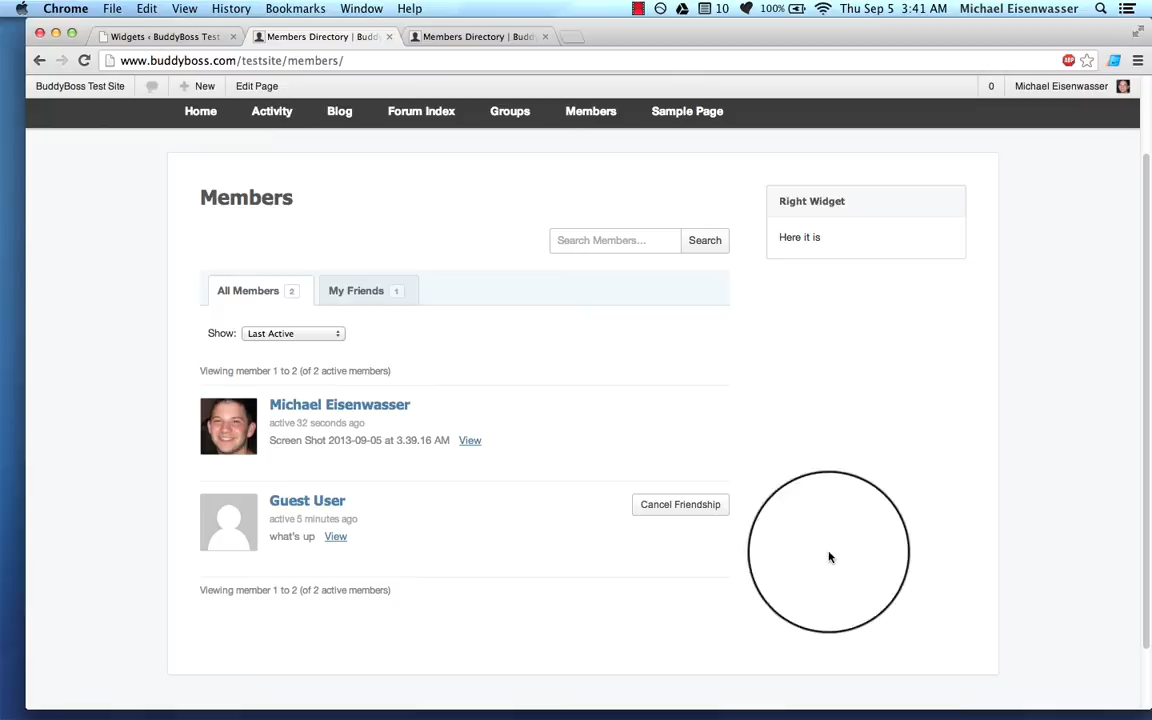 Chrome File Edit View History Bookmarks Window Help 10 100% Thu Sep 5 3:41 AM Michael Eisenwasser
Widgets ‹ BuddyBoss Test × Members Directory | Buddy × Members Directory | Buddy ×
www.buddyboss.com/testsite/members/ ABP
BuddyBoss Test Site New Edit Page 0 Michael Eisenwasser
Home Activity Blog Forum Index Groups Members Sample Page
Members
Right Widget
Here it is
Search Members... Search
All Members 2 My Friends 1
Show: Last Active
Viewing member 1 to 2 (of 2 active members)
Michael Eisenwasser
active 32 seconds ago
Screen Shot 2013-09-05 at 3.39.16 AM View
Guest User Cancel Friendship
active 5 minutes ago
what's up View
Viewing member 1 to 2 (of 2 active members)